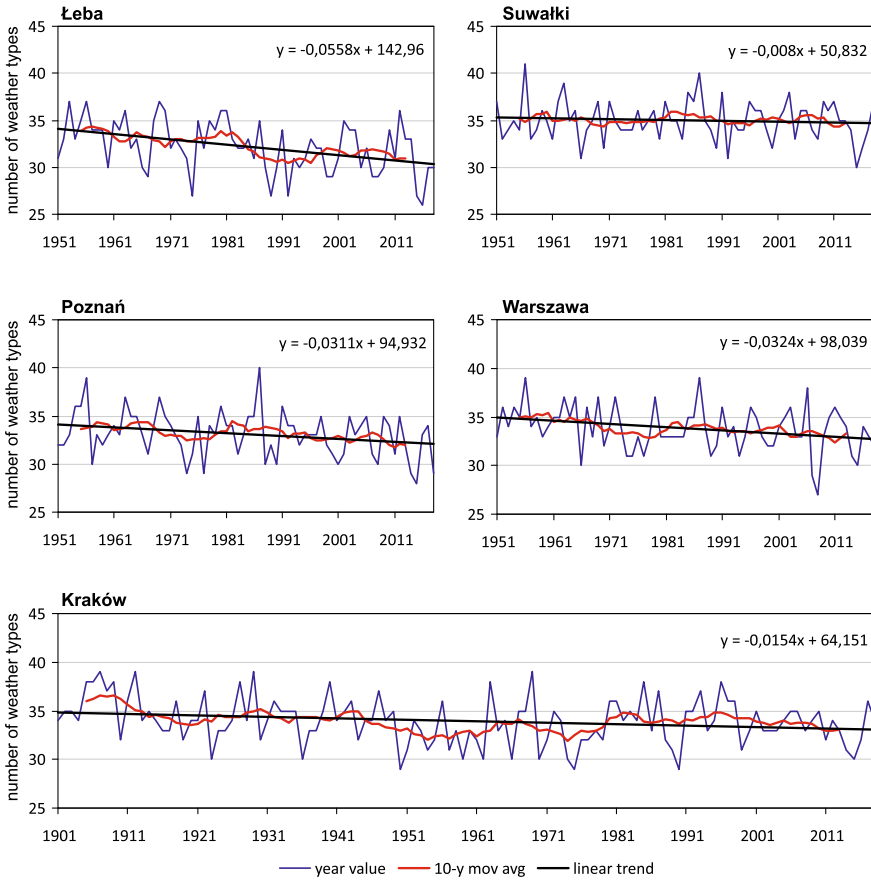 Łeba
number of weather types
45
40
35
30
25
y = -0,0558x + 142,96
1951 1961 1971 1981 1991 2001 2011
Suwałki
45
40
35
30
25
y = -0,008x + 50,832
1951 1961 1971 1981 1991 2001 2011
Poznań
number of weather types
45
40
35
30
25
y = -0,0311x + 94,932
1951 1961 1971 1981 1991 2001 2011
Warszawa
45
40
35
30
25
y = -0,0324x + 98,039
1951 1961 1971 1981 1991 2001 2011
Kraków
number of weather types
45
40
35
30
25
y = -0,0154x + 64,151
1901 1911 1921 1931 1941 1951 1961 1971 1981 1991 2001 2011
year value 10-y mov avg linear trend